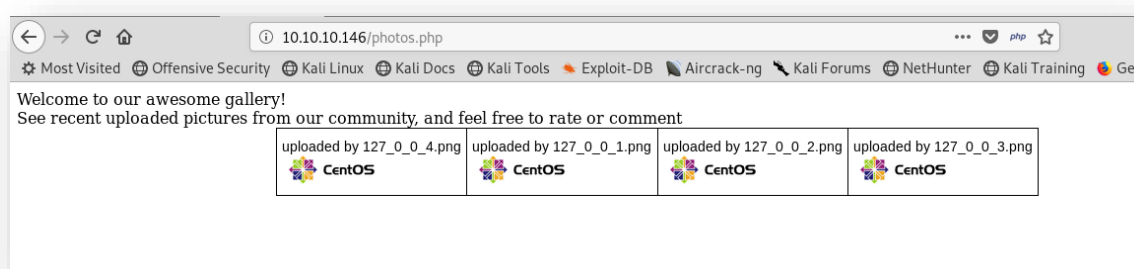 10.10.10.146/photos.php
php
Most Visited Offensive Security Kali Linux Kali Docs Kali Tools Exploit-DB Aircrack-ng Kali Forums NetHunter Kali Training Ge
Welcome to our awesome gallery!
See recent uploaded pictures from our community, and feel free to rate or comment
uploaded by 127_0_0_4.png uploaded by 127_0_0_1.png uploaded by 127_0_0_2.png uploaded by 127_0_0_3.png
CentOS CentOS CentOS CentOS